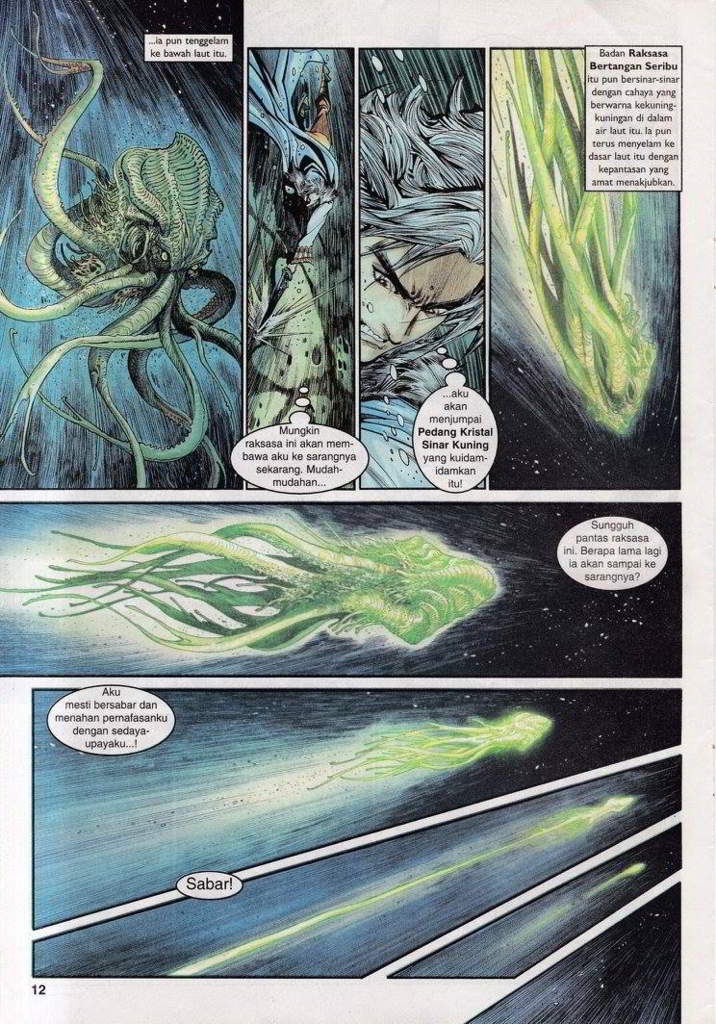 ...ia pun tenggelam
ke bawah laut itu.
Mungkin
raksasa ini akan mem-
bawa aku ke sarangnya
sekarang. Mudah-
mudahan...
...aku
akan
menjumpai
Pedang Kristal
Sinar Kuning
yang kuidam-
idamkan
itu!
Badan Raksasa
Bertangan Seribu
itu pun bersinar-sinar
dengan cahaya yang
berwarna kekuning-
kuningan di dalam
air laut itu. Ia pun
terus menyelam ke
dasar laut itu dengan
kepantasan yang
amat menakjubkan.
Sungguh
pantas raksasa
ini. Berapa lama lagi
ia akan sampai ke
sarangnya?
Aku
mesti bersabar dan
menahan pernafasanku
dengan sedaya-
upayaku...!
Sabar!
12